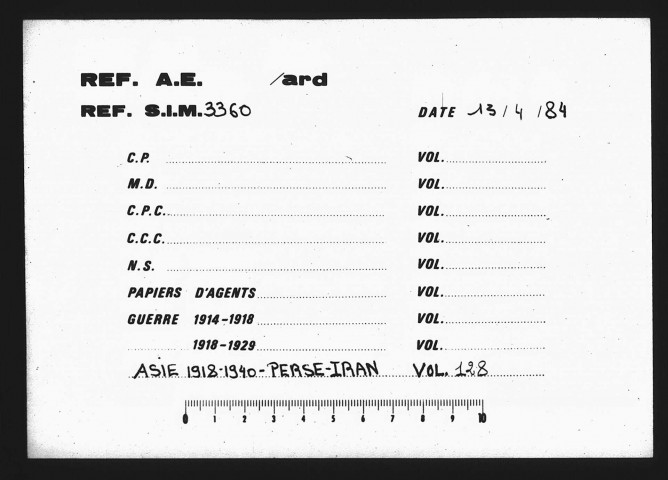 REF. A.E. /ard
REF. S.I.M. 3360 DATE 13/4/84
C.P. VOL.
M.D. VOL.
C.P.C. VOL.
C.C.C. VOL.
N.S. VOL.
PAPIERS D'AGENTS VOL.
GUERRE 1914-1918 VOL.
1918-1929 VOL.
ASIE 1918-1940-PERSE-IRAN VOL. 128
0 1 2 3 4 5 6 7 8 9 10